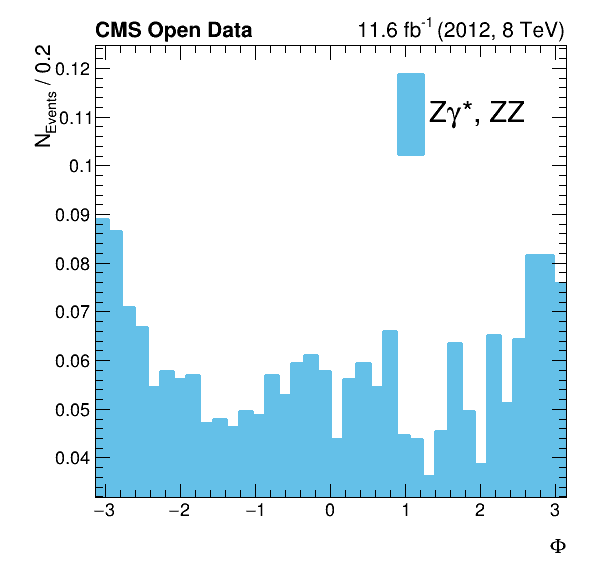 CMS Open Data 11.6 fb⁻¹ (2012, 8 TeV)
N_Events / 0.2
0.12
0.11
0.1
0.09
0.08
0.07
0.06
0.05
0.04
Zγ*, ZZ
−3 −2 −1 0 1 2 3
Φ